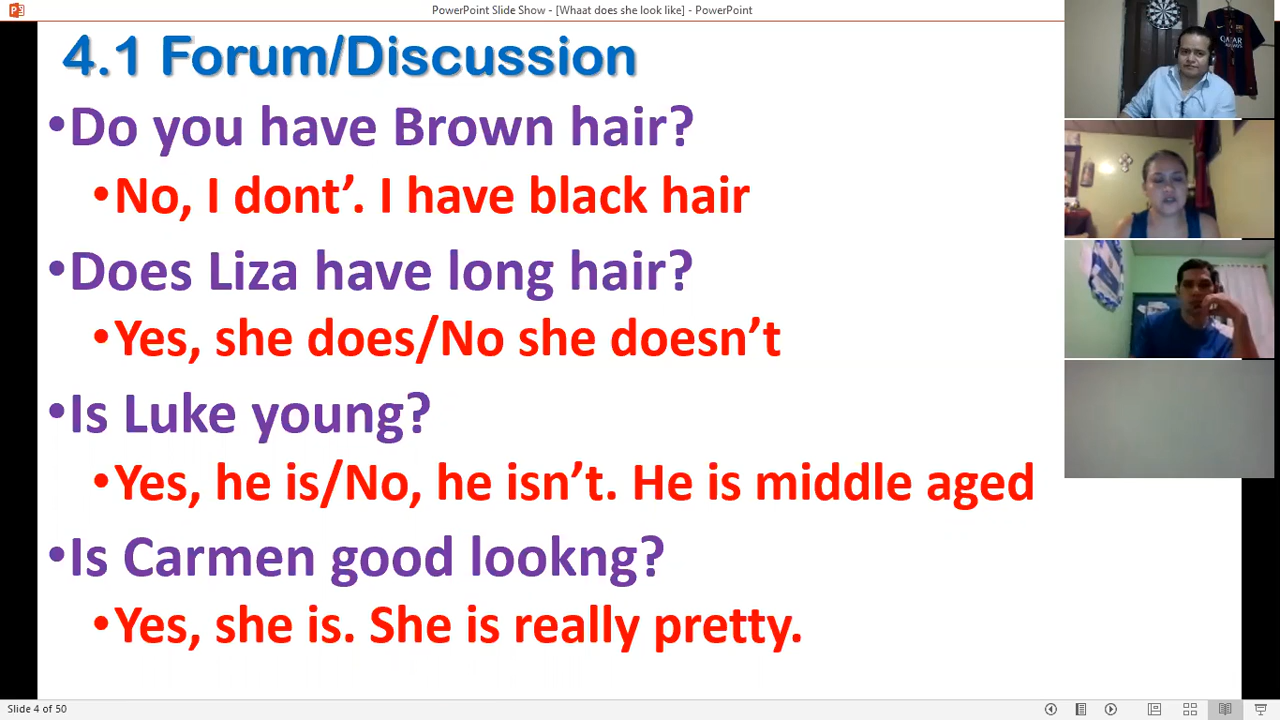 PowerPoint Slide Show - [Whaat does she look like] - PowerPoint
4.1 Forum/Discussion
•Do you have Brown hair?
•No, I dont’. I have black hair
•Does Liza have long hair?
•Yes, she does/No she doesn’t
•Is Luke young?
•Yes, he is/No, he isn’t. He is middle aged
•Is Carmen good lookng?
•Yes, she is. She is really pretty.
QATAR
AIRWAYS
Slide 4 of 50